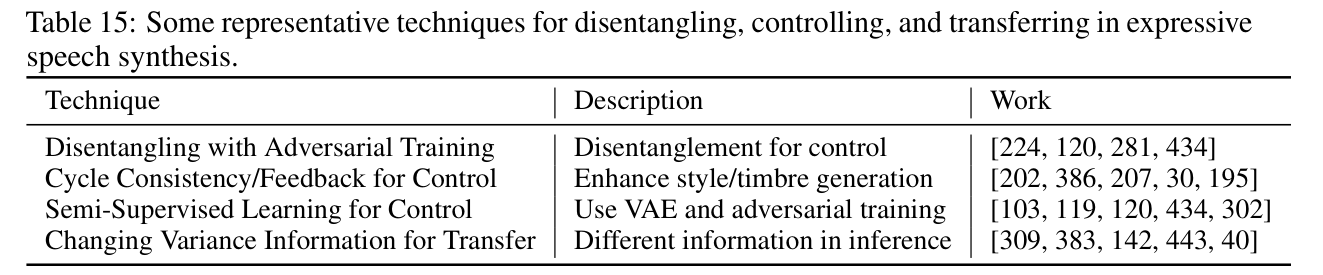 Table 15: Some representative techniques for disentangling, controlling, and transferring in expressive
speech synthesis.
Technique Description Work
Disentangling with Adversarial Training Disentanglement for control [224, 120, 281, 434]
Cycle Consistency/Feedback for Control Enhance style/timbre generation [202, 386, 207, 30, 195]
Semi-Supervised Learning for Control Use VAE and adversarial training [103, 119, 120, 434, 302]
Changing Variance Information for Transfer Different information in inference [309, 383, 142, 443, 40]